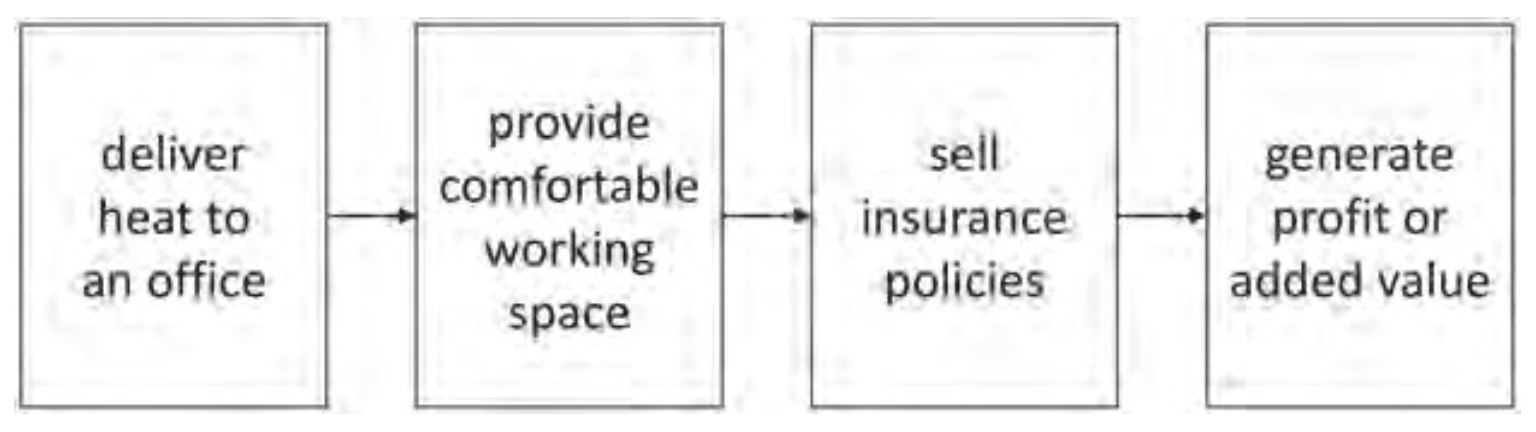 deliver
heat to
an office
provide
comfortable
working
space
sell
insurance
policies
generate
profit or
added value